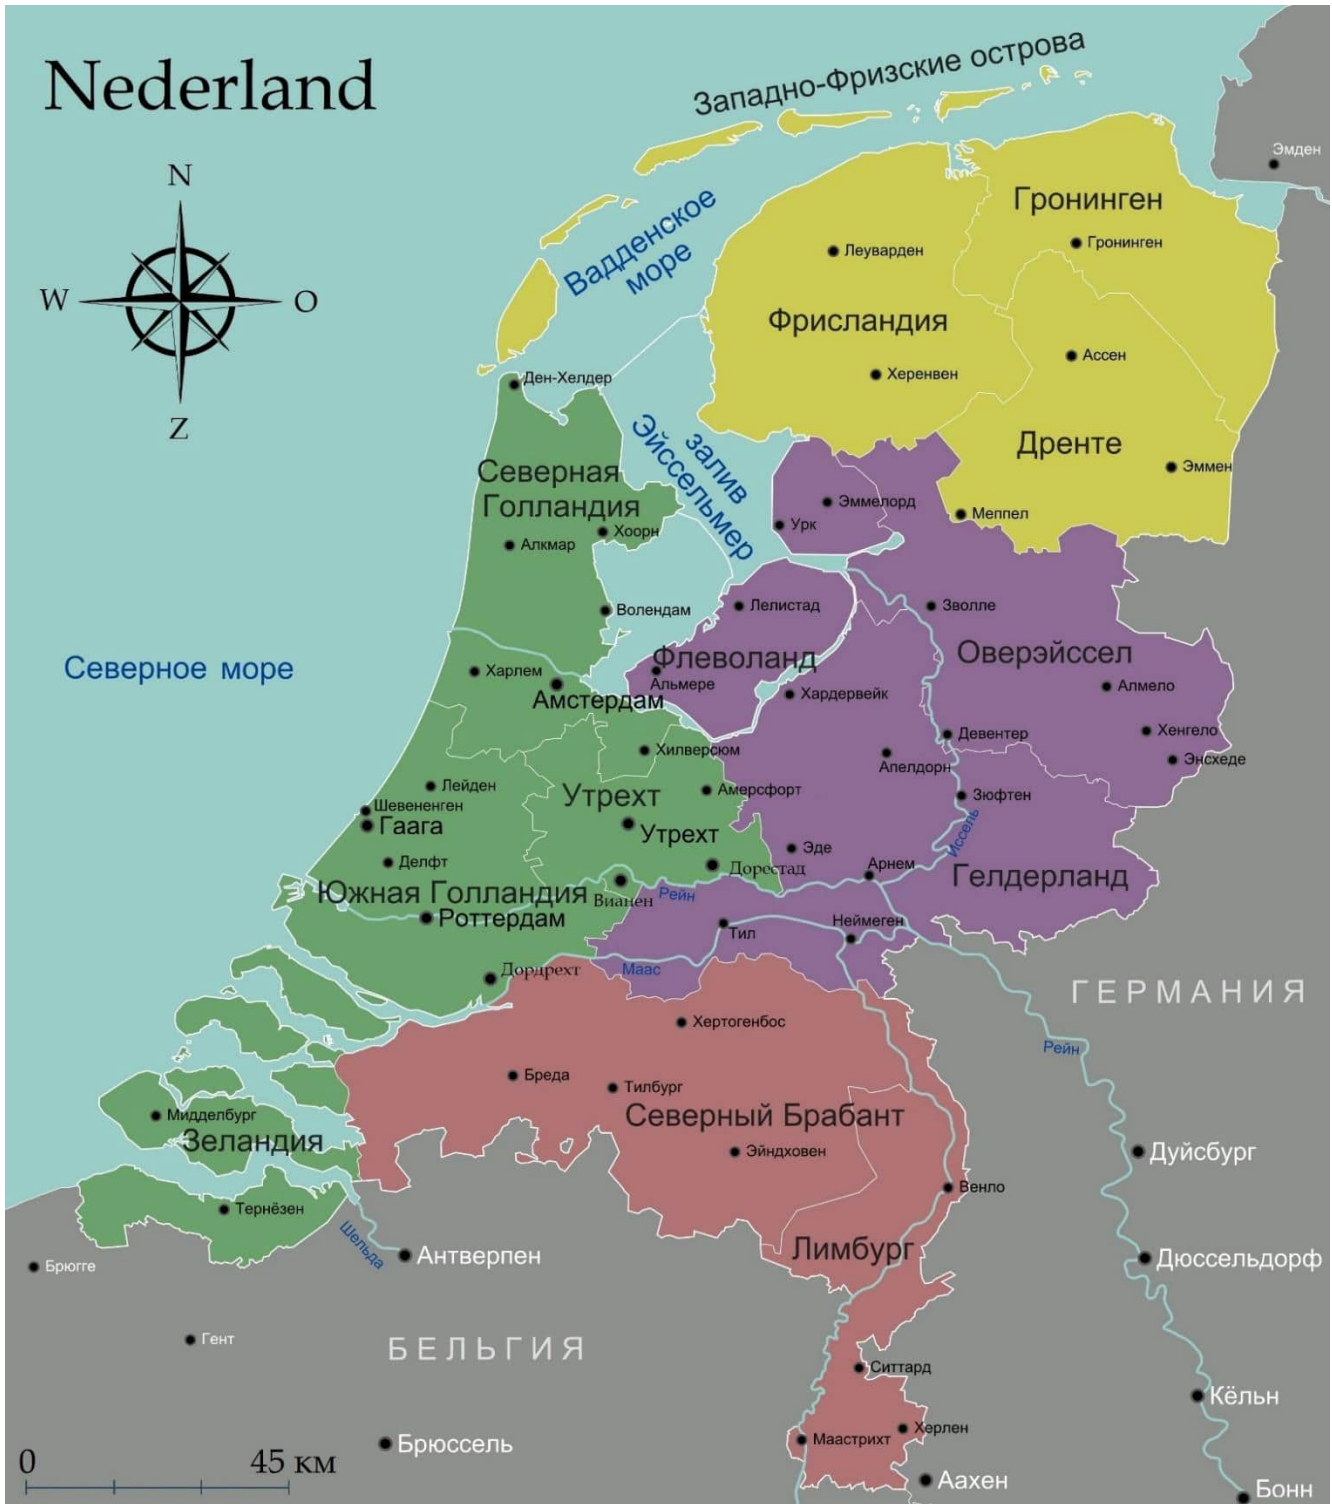 Nederland
Западно-Фризские острова
Эмден
N
W
O
Z
Гронинген
Гронинген
Ваддenское
море
Леуварден
Фрисландия
Ассен
Херенвен
Ден-Хелдер
залив
Эйссельмер
Дренте
Эммен
Северная
Голландия
Эммелорд
Урк
Меппел
Хоорн
Алкмар
Волендам
Лелистад
Зволле
Северное море
Флеволанд
Оверэйссел
Харлем
Альмере
Амстердам
Хардервейк
Алмело
Хилверсюм
Девентер
Хенгело
Апелдорн
Энсхеде
Лейден
Утрехт
Амерсфорт
Зюфтен
Шевененген
Гаага
Утрехт
Иссель
Делфт
Эде
Дорестад
Арнем
Гелдерланд
Южная Голландия
Вианен
Рейн
Роттердам
Тил
Неймеген
Дордрехт
Маас
ГЕРМАНИЯ
Хертогенбос
Рейн
Бреда
Тилбург
Северный Брабант
Мидделбург
Зеландия
Эйндховен
Дуйсбург
Венло
Тернёзен
Шельда
Антверпен
Лимбург
Дюссельдорф
Брюгге
Гент
БЕЛЬГИЯ
Ситтард
Кёльн
Брюссель
Маастрихт
Херлен
0
45 км
Аахен
Бонн